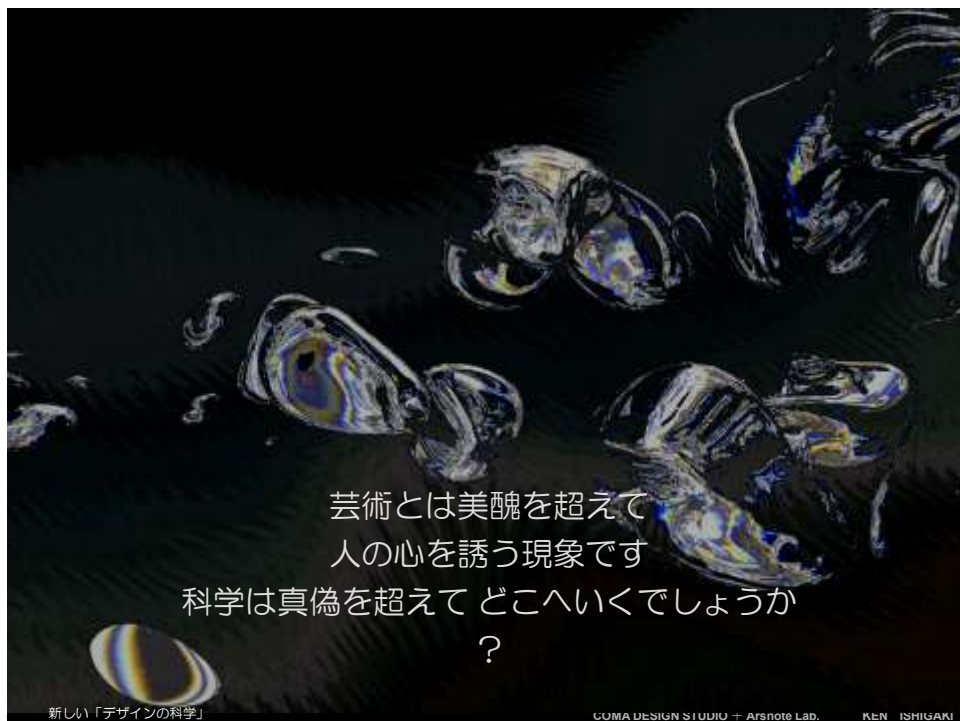 芸術とは美醜を超えて
人の心を誘う現象です
科学は真偽を超えて どこへいくでしょうか
?
新しい「デザインの科学」
COMA DESIGN STUDIO + Arsnote Lab. KEN ISHIGAKI